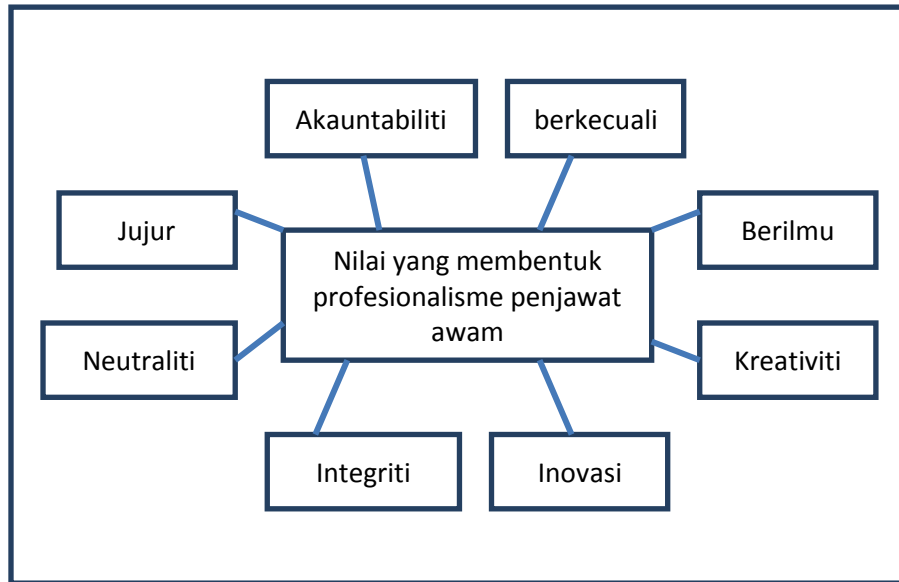 Akauntabiliti
berkecuali
Jujur
Berilmu
Nilai yang membentuk
profesionalisme penjawat
awam
Neutraliti
Kreativiti
Integriti
Inovasi